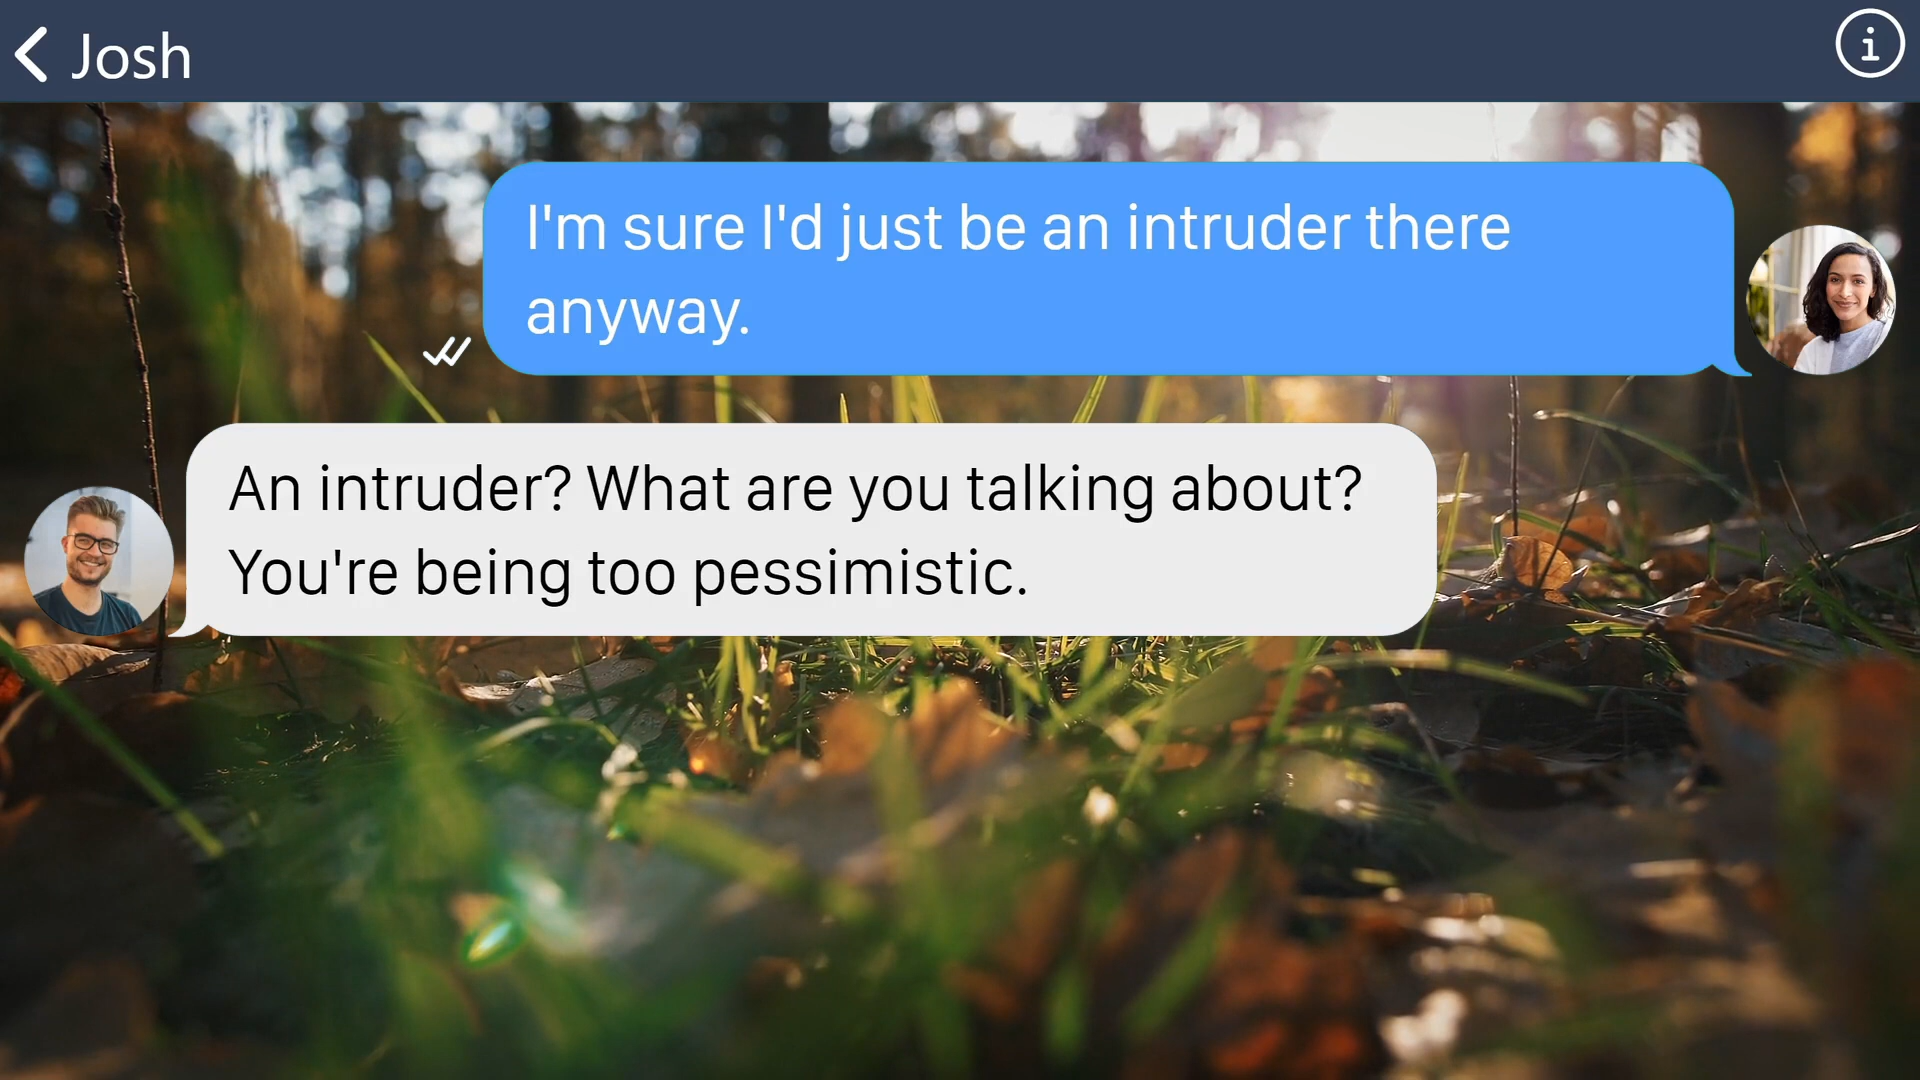 Josh
I'm sure I'd just be an intruder there
anyway.
An intruder? What are you talking about?
You're being too pessimistic.